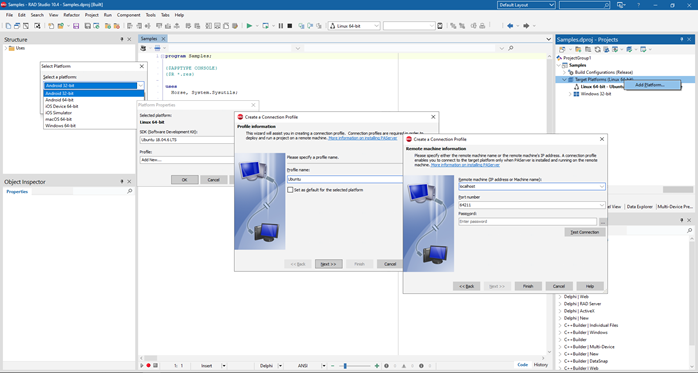 Samples - RAD Studio 10.4 - Samples.dproj [Built]
Default Layout
File Edit Search View Refactor Project Run Component Tools Tabs Help
Linux 64-bit
Structure
Uses
Samples
program Samples;
{$APPTYPE CONSOLE}
{$R *.res}
uses
Horse, System.SysUtils;
Select Platform
Select a platform:
Android 32-bit
Android 32-bit
Android 64-bit
iOS Device 64-bit
iOS Simulator
macOS 64-bit
Windows 64-bit
Platform Properties
Selected platform:
Linux 64-bit
SDK (Software Development Kit):
Ubuntu 18.04.4 LTS
Profile:
Add New...
OK Cancel
Create a Connection Profile
Profile information
This wizard will assist you in creating a connection profile. Connection profiles are required in order to
deploy and run a project on a remote machine. More information on installing PAServer
Please specify a profile name.
Profile name:
Ubuntu
Set as default for the selected platform
<< Back Next >> Finish Cancel
Create a Connection Profile
Remote machine information
Please specify either the remote machine name or the remote machine's IP address. A connection profile
enables you to connect to the target platform only when PAServer is installed and running on the
remote machine. More information on installing PAServer
Remote machine (IP address or Machine name):
localhost
Port number
64211
Password:
Enter password
...
Test Connection
<< Back Next >> Finish Cancel Help
Samples.dproj - Projects
ProjectGroup1
Samples
Build Configurations (Release)
Target Platforms (Linux 64-bit)
Linux 64-bit - Ubuntu
Windows 32-bit
Add Platform...
Data Explorer Multi-Device Pre...
Object Inspector
Properties
Delphi | RAD Server
Delphi | ActiveX
Delphi | New
C++Builder | Individual Files
C++Builder | Windows
C++Builder
C++Builder | Multi-Device
C++Builder | New
C++Builder | DataSnap
C++Builder | Web
1: 1 Insert Delphi ANSI
Code History